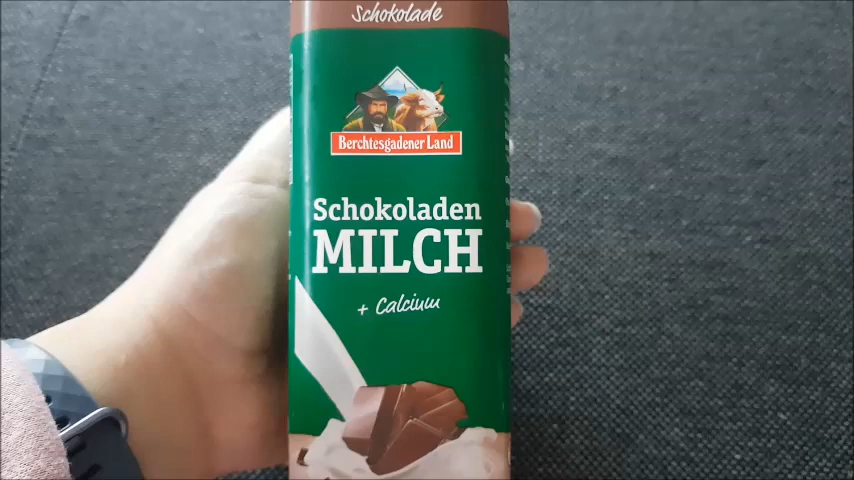 Schokolade
Berchtesgadener Land
Schokoladen
MILCH
+ Calcium